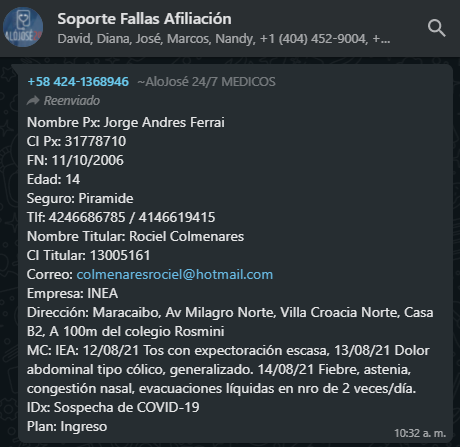 Soporte Fallas Afiliación
David, Diana, José, Marcos, Nandy, +1 (404) 452-9004, +...
ALOJOSÉ
+58 424-1368946 ~AloJosé 24/7 MEDICOS
Reenviado
Nombre Px: Jorge Andres Ferrai
CI Px: 31778710
FN: 11/10/2006
Edad: 14
Seguro: Piramide
Tlf: 4246686785 / 4146619415
Nombre Titular: Rociel Colmenares
CI Titular: 13005161
Correo: colmenaresrociel@hotmail.com
Empresa: INEA
Dirección: Maracaibo, Av Milagro Norte, Villa Croacia Norte, Casa
B2, A 100m del colegio Rosmini
MC: IEA: 12/08/21 Tos con expectoración escasa, 13/08/21 Dolor
abdominal tipo cólico, generalizado. 14/08/21 Fiebre, astenia,
congestión nasal, evacuaciones líquidas en nro de 2 veces/día.
IDx: Sospecha de COVID-19
Plan: Ingreso
10:32 a. m.